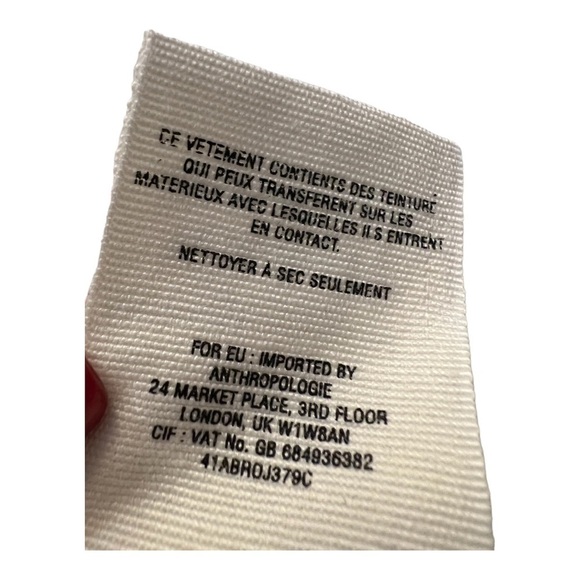 CE VETEMENT CONTIENTS DES TEINTURE
QUI PEUX TRANSFERENT SUR LES
MATERIEUX AVEC LESQUELLES ILS ENTRENT
EN CONTACT.
NETTOYER À SEC SEULEMENT
FOR EU : IMPORTED BY
ANTHROPOLOGIE
24 MARKET PLACE, 3RD FLOOR
LONDON, UK W1W8AN
CIF : VAT No. GB 684936382
41ABROJ379C